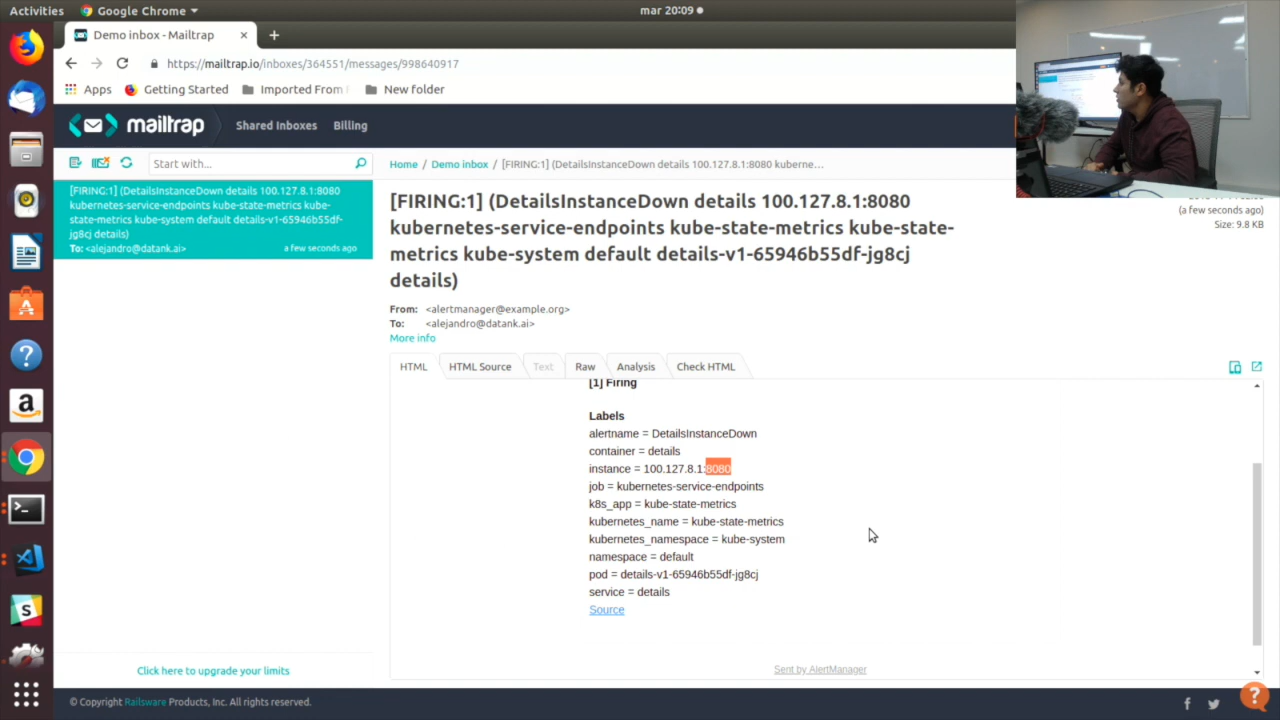 Activities
Google Chrome
mar 20:09
Demo inbox - Mailtrap
https://mailtrap.io/inboxes/364551/messages/998640917
Apps
Getting Started
Imported From
New folder
mailtrap
Shared Inboxes
Billing
Start with...
Home / Demo inbox / [FIRING:1] (DetailsInstanceDown details 100.127.8.1:8080 kuberne...
[FIRING:1] (DetailsInstanceDown details 100.127.8.1:8080
kubernetes-service-endpoints kube-state-metrics kube-
state-metrics kube-system default details-v1-65946b55df-
jg8cj details)
To: <alejandro@datank.ai>
a few seconds ago
[FIRING:1] (DetailsInstanceDown details 100.127.8.1:8080
kubernetes-service-endpoints kube-state-metrics kube-state-
metrics kube-system default details-v1-65946b55df-jg8cj
details)
(a few seconds ago)
Size: 9.8 KB
From: <alertmanager@example.org>
To: <alejandro@datank.ai>
More info
HTML
HTML Source
Text
Raw
Analysis
Check HTML
[1] Firing
Labels
alertname = DetailsInstanceDown
container = details
instance = 100.127.8.1:8080
job = kubernetes-service-endpoints
k8s_app = kube-state-metrics
kubernetes_name = kube-state-metrics
kubernetes_namespace = kube-system
namespace = default
pod = details-v1-65946b55df-jg8cj
service = details
Source
Sent by AlertManager
Click here to upgrade your limits
© Copyright Railsware Products, Inc. All rights reserved.